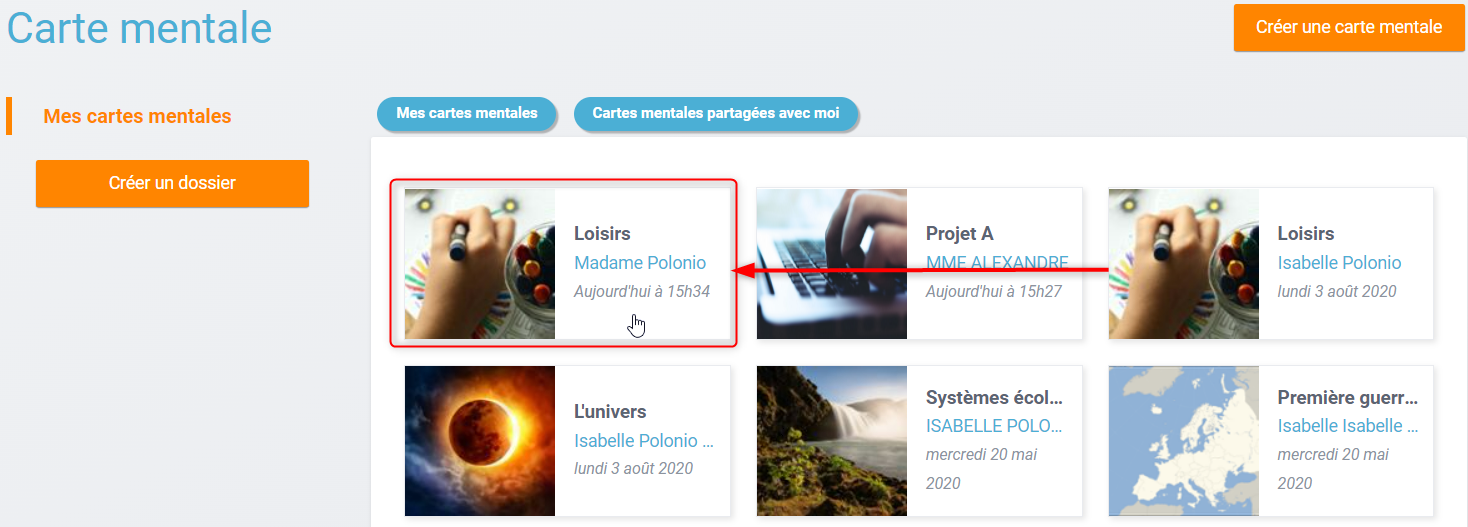 Carte mentale
Créer une carte mentale
Mes cartes mentales
Créer un dossier
Mes cartes mentales
Cartes mentales partagées avec moi
Loisirs
Madame Polonio
Aujourd'hui à 15h34
Projet A
MME ALEXANDRE
Aujourd'hui à 15h27
Loisirs
Isabelle Polonio
lundi 3 août 2020
L'univers
Isabelle Polonio ...
lundi 3 août 2020
Systèmes écol...
ISABELLE POLO...
mercredi 20 mai
2020
Première guerr...
Isabelle Isabelle ...
mercredi 20 mai
2020